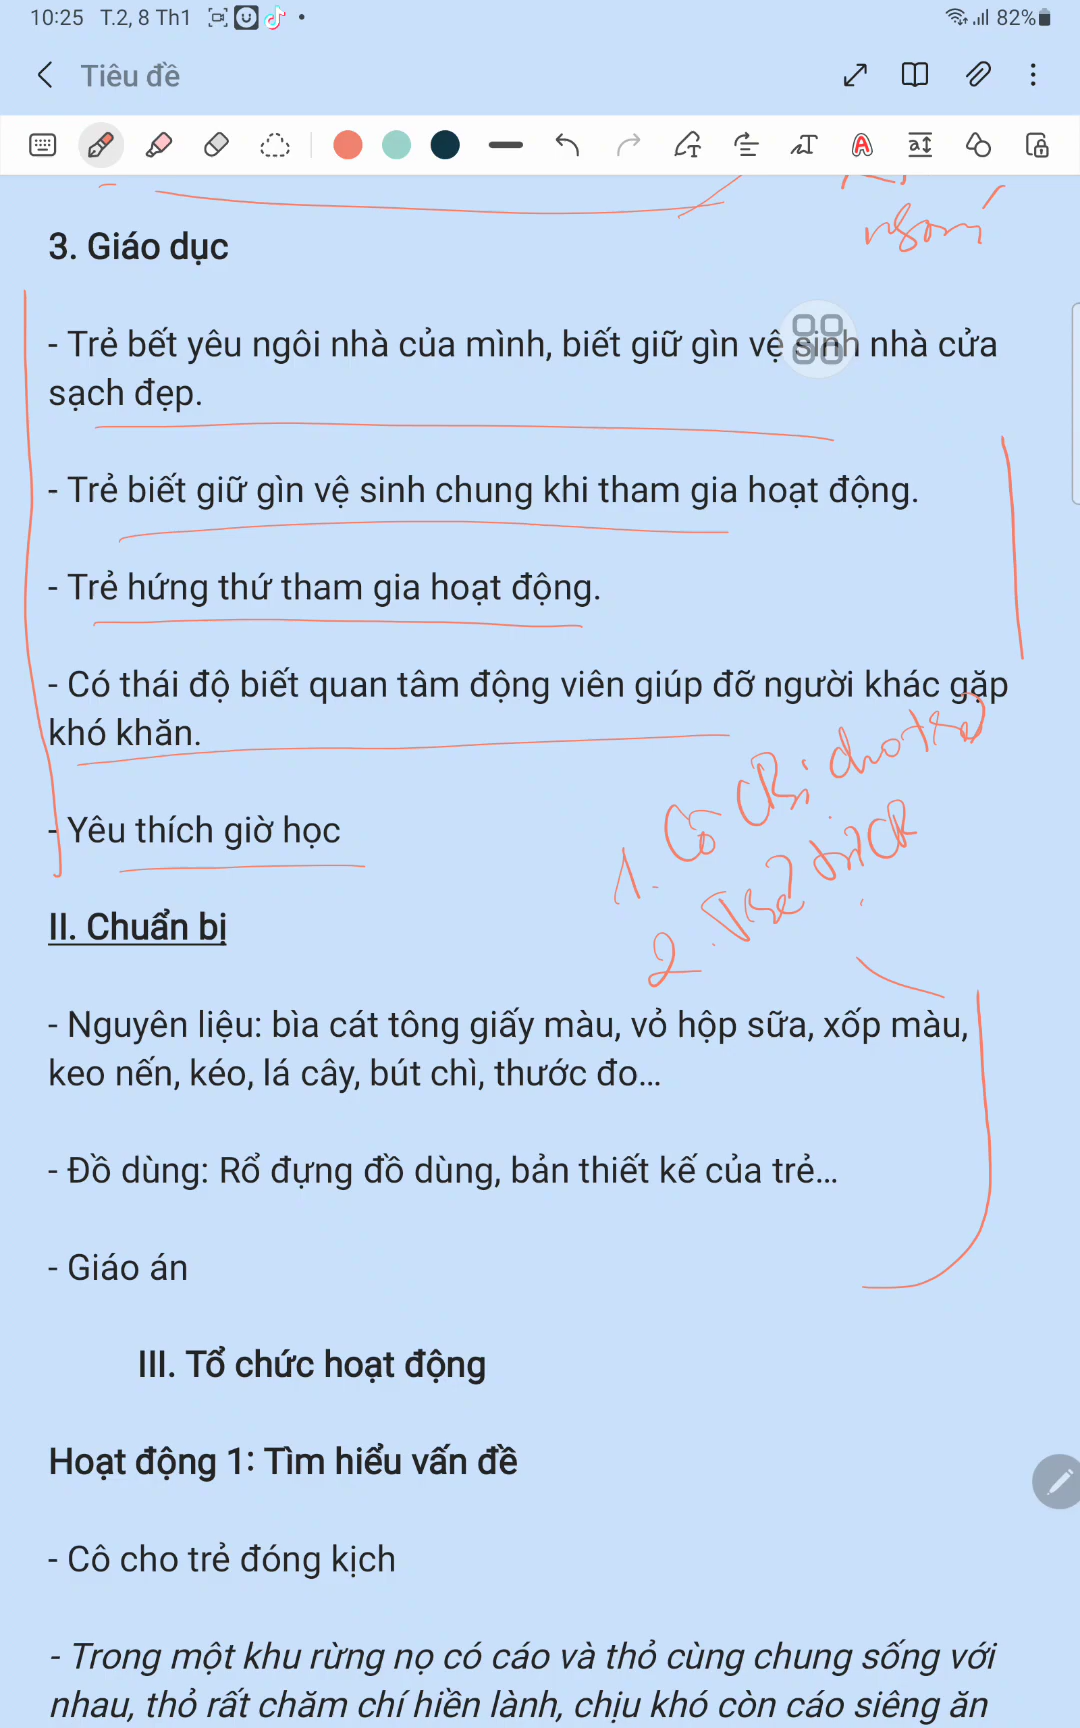 10:25 T.2, 8 Th1
82%
Tiêu đề
3. Giáo dục
- Trẻ bết yêu ngôi nhà của mình, biết giữ gìn vệ sinh nhà cửa
sạch đẹp.
- Trẻ biết giữ gìn vệ sinh chung khi tham gia hoạt động.
- Trẻ hứng thứ tham gia hoạt động.
- Có thái độ biết quan tâm động viên giúp đỡ người khác gặp
khó khăn.
1. Cô
- Yêu thích giờ học
2. Trẻ
II. Chuẩn bị
- Nguyên liệu: bìa cát tông giấy màu, vỏ hộp sữa, xốp màu,
keo nến, kéo, lá cây, bút chì, thước đo...
- Đồ dùng: Rổ đựng đồ dùng, bản thiết kế của trẻ...
- Giáo án
III. Tổ chức hoạt động
Hoạt động 1: Tìm hiểu vấn đề
- Cô cho trẻ đóng kịch
- Trong một khu rừng nọ có cáo và thỏ cùng chung sống với
nhau, thỏ rất chăm chí hiền lành, chịu khó còn cáo siêng ăn